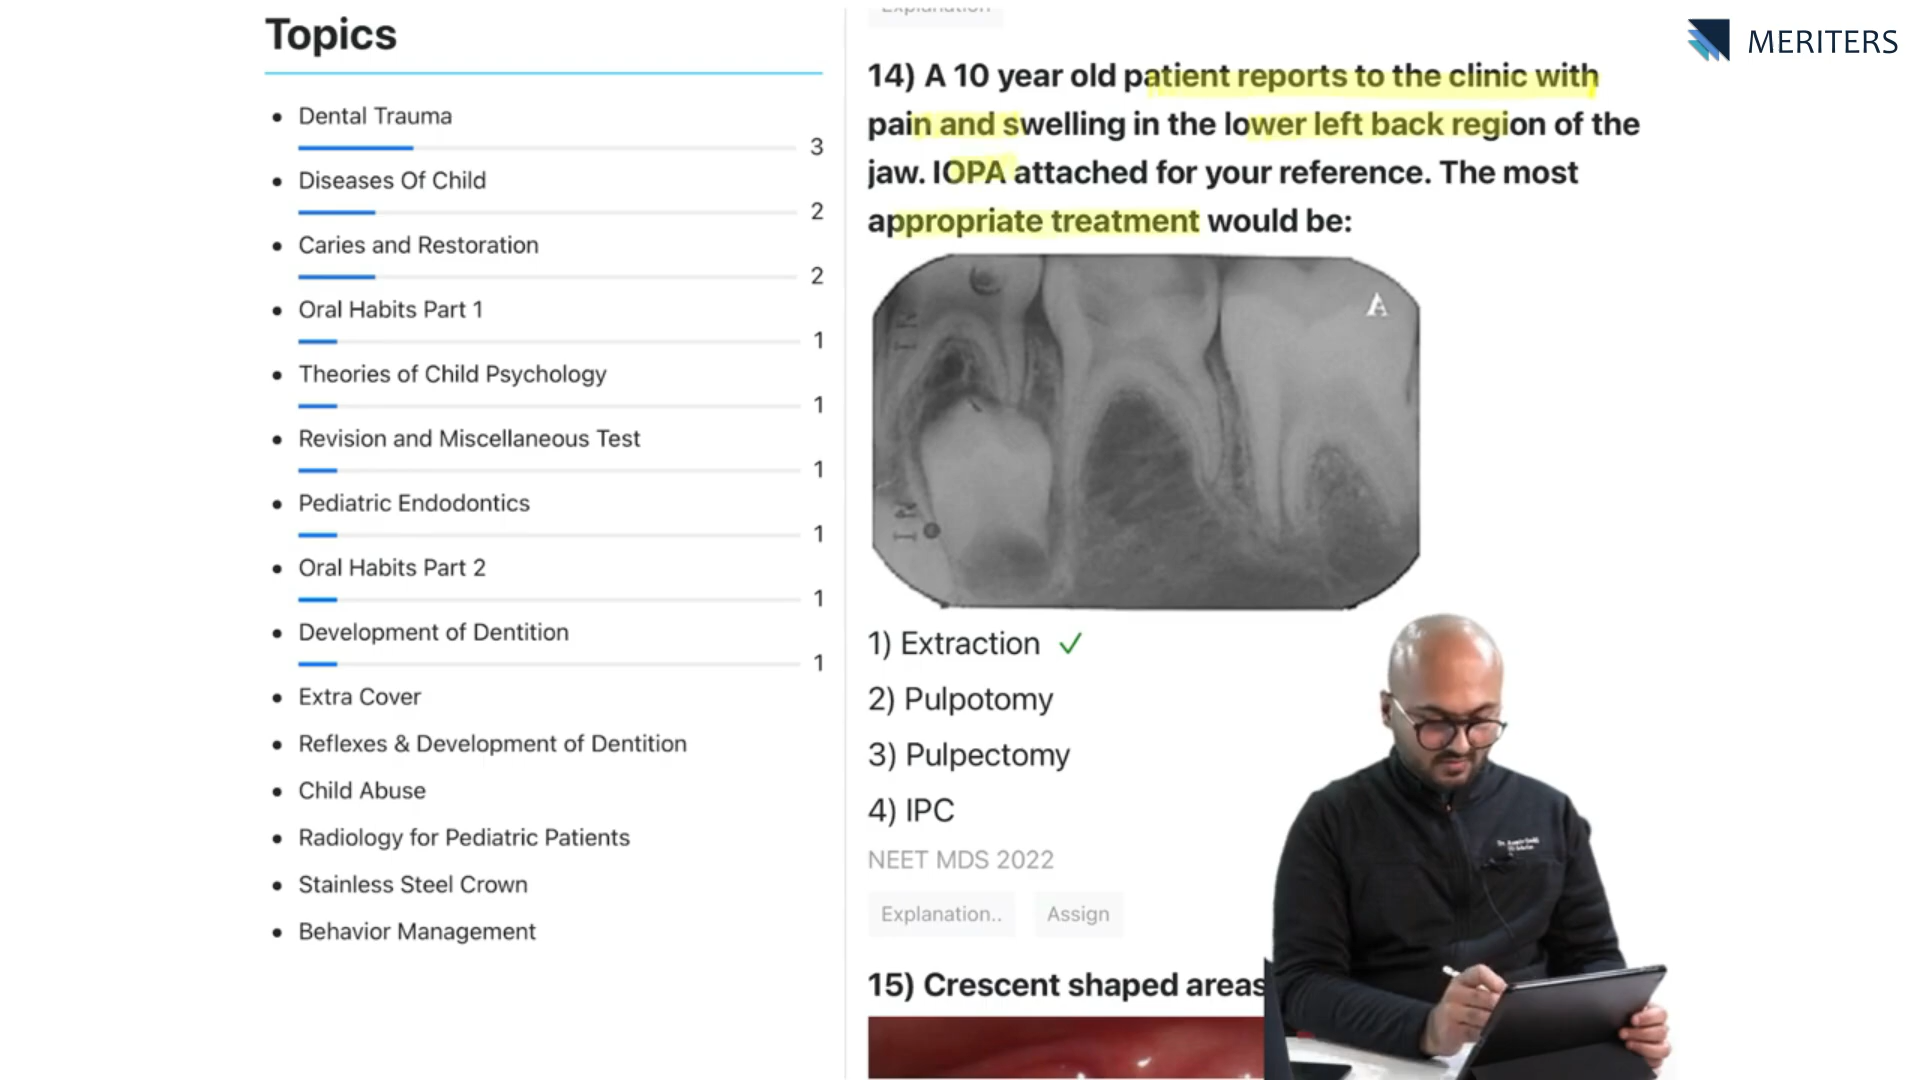 Topics
Dental Trauma
3
Diseases Of Child
2
Caries and Restoration
2
Oral Habits Part 1
1
Theories of Child Psychology
1
Revision and Miscellaneous Test
1
Pediatric Endodontics
1
Oral Habits Part 2
1
Development of Dentition
1
Extra Cover
Reflexes & Development of Dentition
Child Abuse
Radiology for Pediatric Patients
Stainless Steel Crown
Behavior Management
Explanation
14) A 10 year old patient reports to the clinic with
pain and swelling in the lower left back region of the
jaw. IOPA attached for your reference. The most
appropriate treatment would be:
A
1) Extraction ✓
2) Pulpotomy
3) Pulpectomy
4) IPC
NEET MDS 2022
Explanation..
Assign
15) Crescent shaped areas
MERITERS